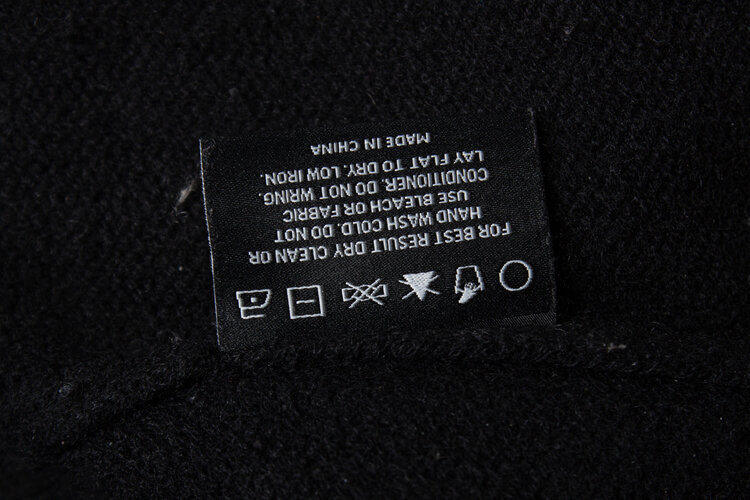 FOR BEST RESULT DRY CLEAN OR
HAND WASH COLD. DO NOT
USE BLEACH OR FABRIC
CONDITIONER. DO NOT WRING.
LAY FLAT TO DRY. LOW IRON.
MADE IN CHINA